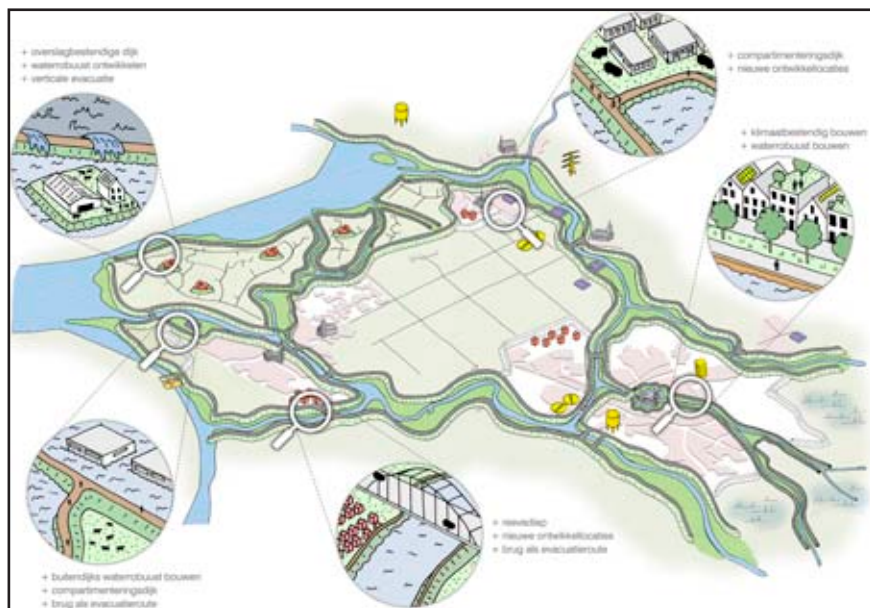 + overslagbestendige dijk
+ waterrobuust ontwikkelen
+ verticale evacuatie
+ compartimenteringsdijk
+ nieuwe ontwikkellocaties
+ klimaatbestendig bouwen
+ waterrobuust bouwen
+ reevediep
+ nieuwe ontwikkellocaties
+ brug als evacuatieroute
+ buitendijks waterrobuust bouwen
+ compartimenteringsdijk
+ brug als evacuatieroute